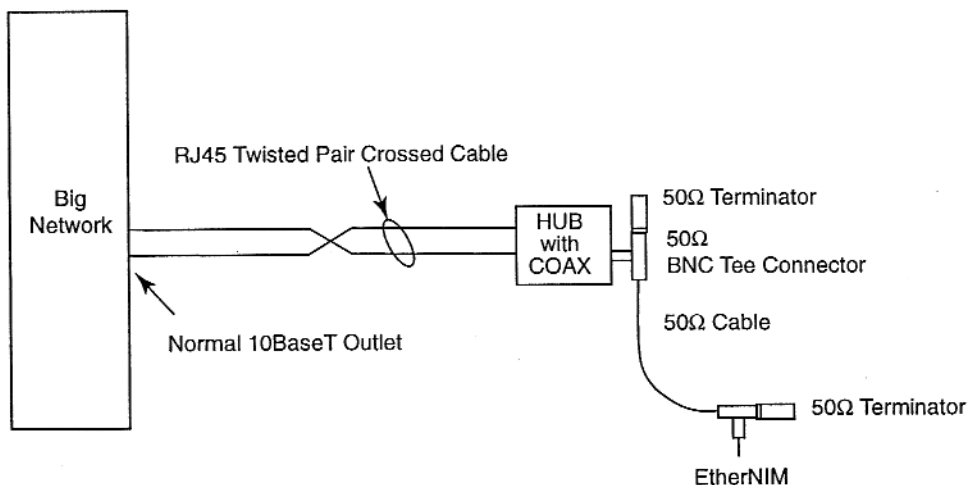 RJ45 Twisted Pair Crossed Cable
Big
Network
HUB
with
COAX
50Ω Terminator
50Ω
BNC Tee Connector
50Ω Cable
Normal 10BaseT Outlet
50Ω Terminator
EtherNIM